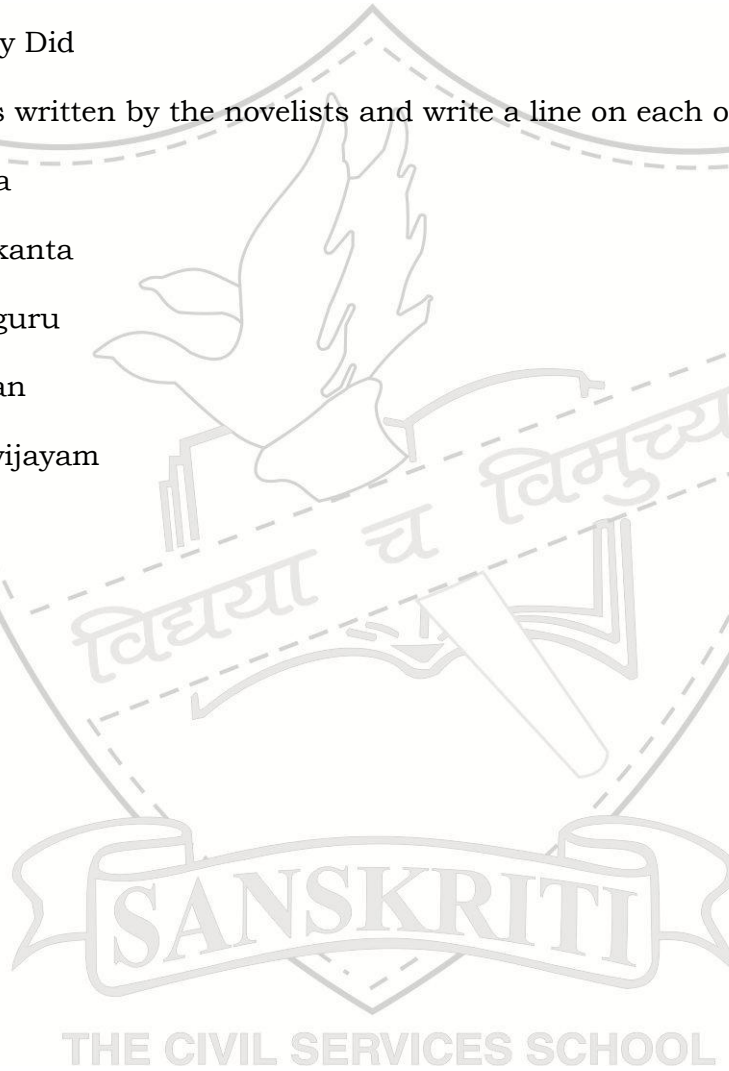 y Did
s written by the novelists and write a line on each o
a
kanta
guru
an
vijayam
विद्यया च विमुच्य
SANSKRITI
THE CIVIL SERVICES SCHOOL